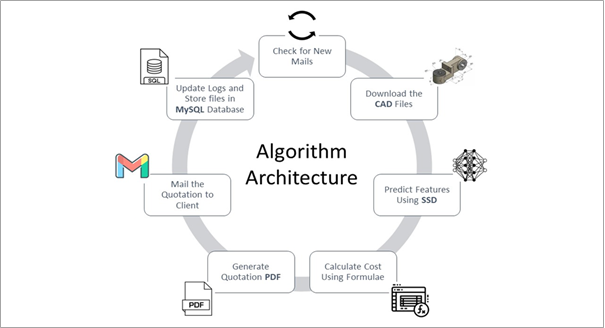 Check for New
Mails
Download the
CAD Files
Predict Features
Using SSD
Calculate Cost
Using Formulae
Generate
Quotation PDF
Mail the
Quotation to
Client
Update Logs and
Store files in
MySQL Database
Algorithm
Architecture
SQL
PDF